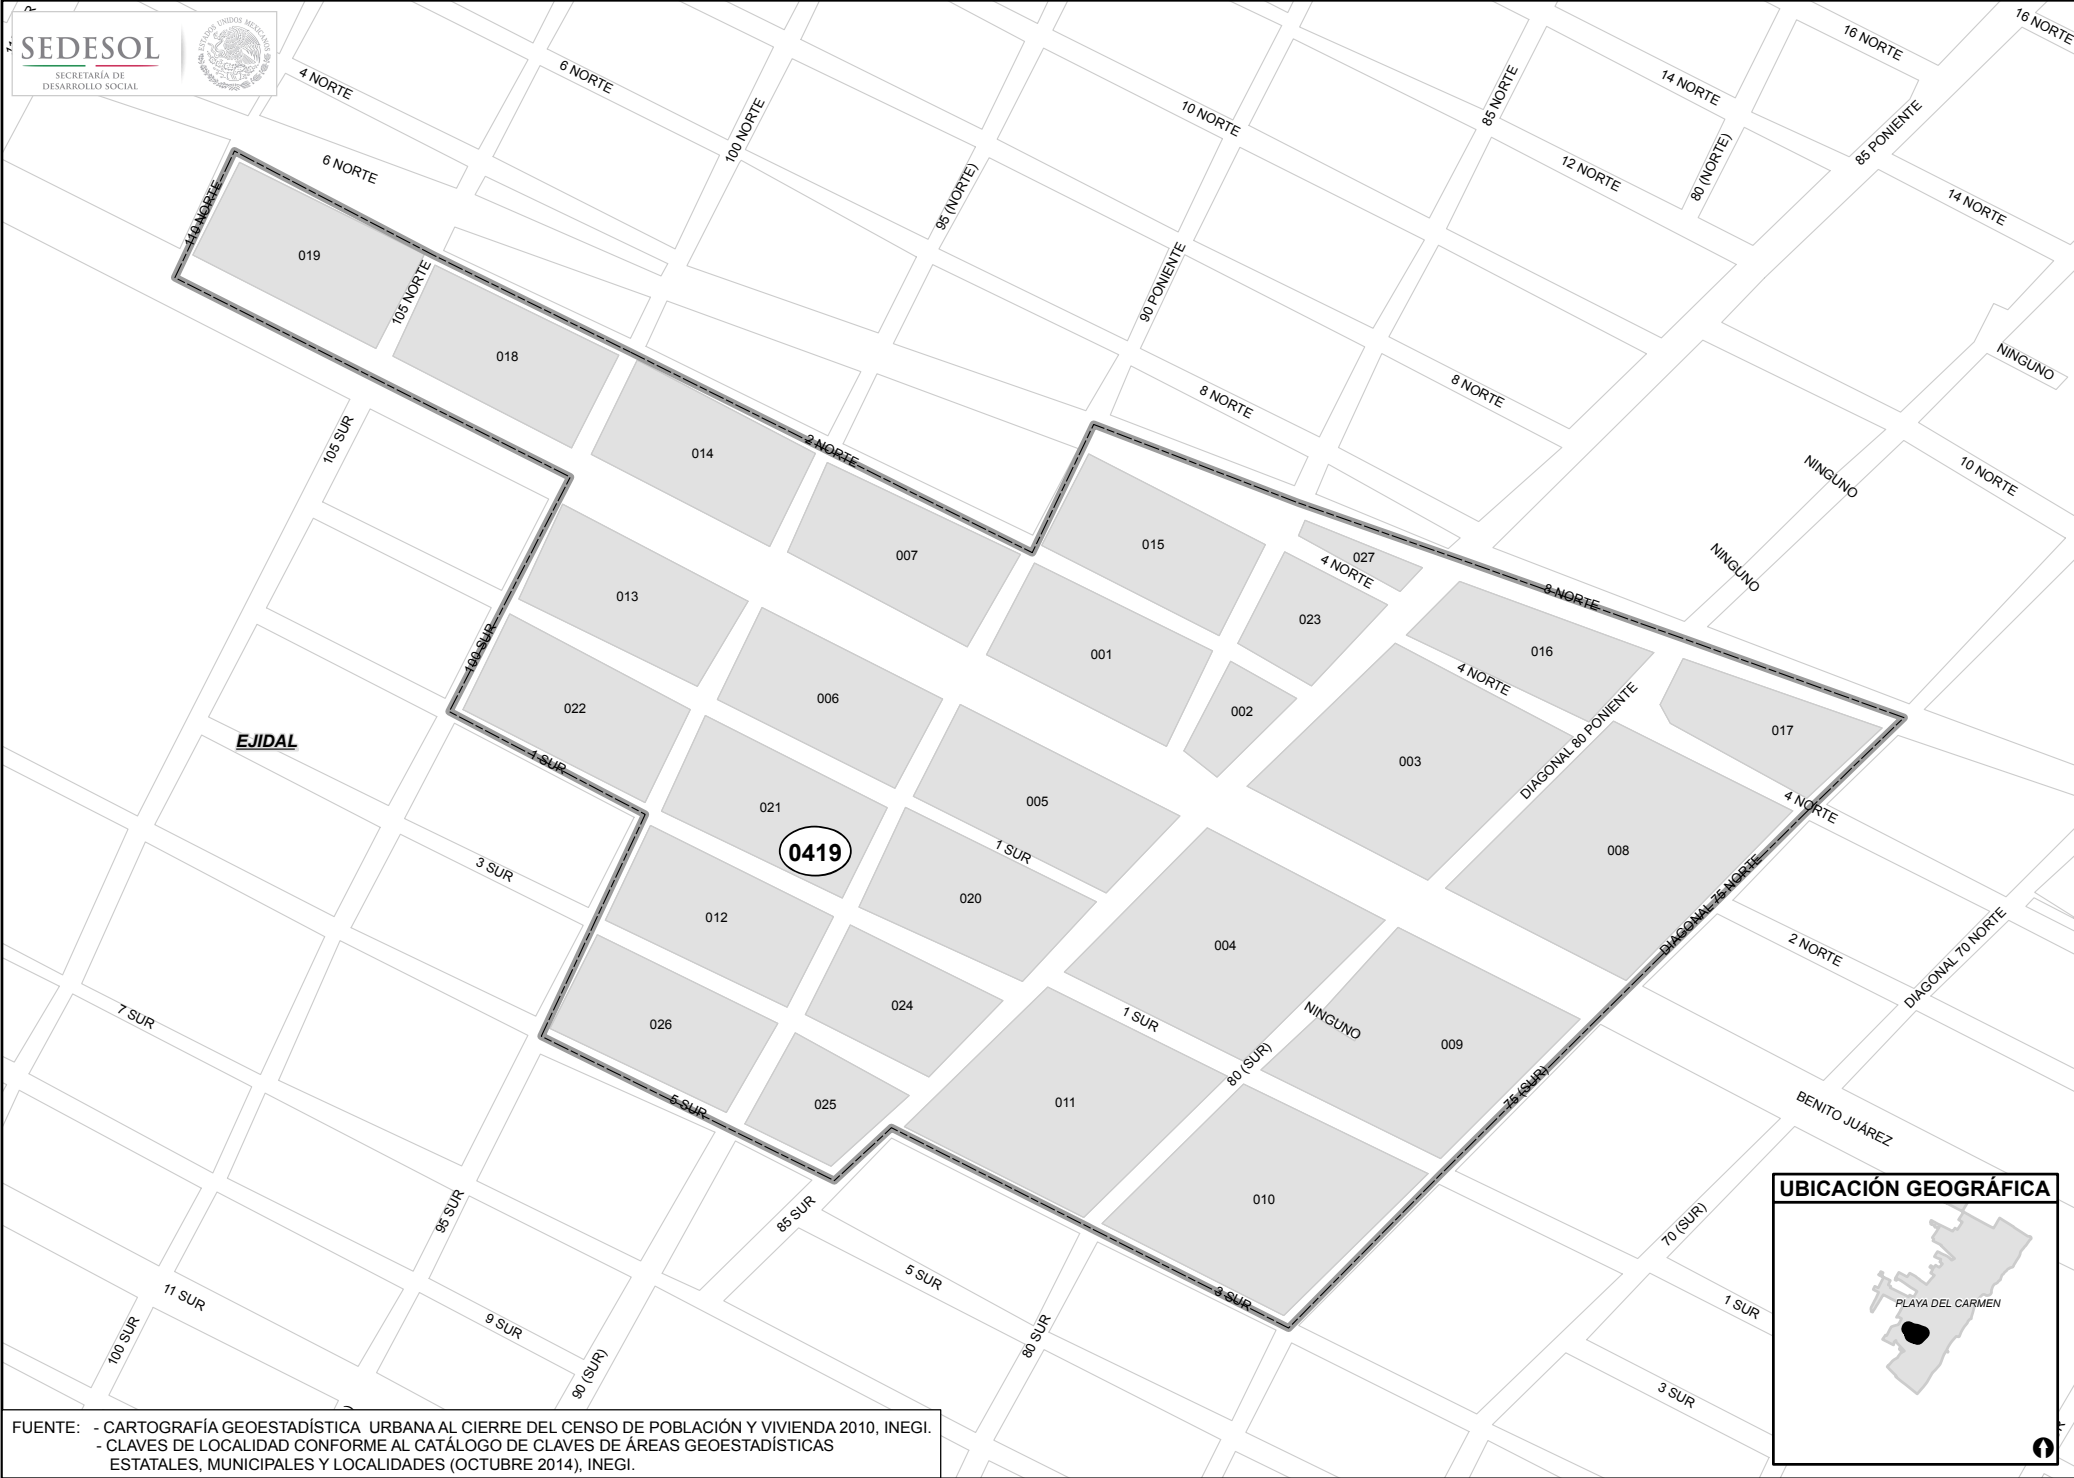 SEDESOL
SECRETARÍA DE
DESARROLLO SOCIAL
ESTADOS UNIDOS MEXICANOS
16 NORTE
16 NORTE
4 NORTE
6 NORTE
14 NORTE
85 NORTE
100 NORTE
10 NORTE
85 PONIENTE
6 NORTE
12 NORTE
80 (NORTE)
95 (NORTE)
14 NORTE
110 NORTE
019
105 NORTE
90 PONIENTE
018
NINGUNO
8 NORTE
8 NORTE
105 SUR
014
2 NORTE
NINGUNO
10 NORTE
015
007
027
4 NORTE
NINGUNO
8 NORTE
013
023
100 SUR
001
016
4 NORTE
022
006
002
DIAGONAL 80 PONIENTE
017
EJIDAL
1 SUR
003
021
005
4 NORTE
0419
1 SUR
008
3 SUR
020
DIAGONAL 75 NORTE
012
004
2 NORTE
DIAGONAL 70 NORTE
024
7 SUR
026
1 SUR
NINGUNO
009
80 (SUR)
75 (SUR)
5 SUR
025
011
BENITO JUÁREZ
95 SUR
85 SUR
010
70 (SUR)
5 SUR
11 SUR
3 SUR
9 SUR
100 SUR
80 SUR
90 (SUR)
1 SUR
3 SUR
UBICACIÓN GEOGRÁFICA
PLAYA DEL CARMEN
FUENTE: - CARTOGRAFÍA GEOESTADÍSTICA URBANA AL CIERRE DEL CENSO DE POBLACIÓN Y VIVIENDA 2010, INEGI.
- CLAVES DE LOCALIDAD CONFORME AL CATÁLOGO DE CLAVES DE ÁREAS GEOESTADÍSTICAS
ESTATALES, MUNICIPALES Y LOCALIDADES (OCTUBRE 2014), INEGI.